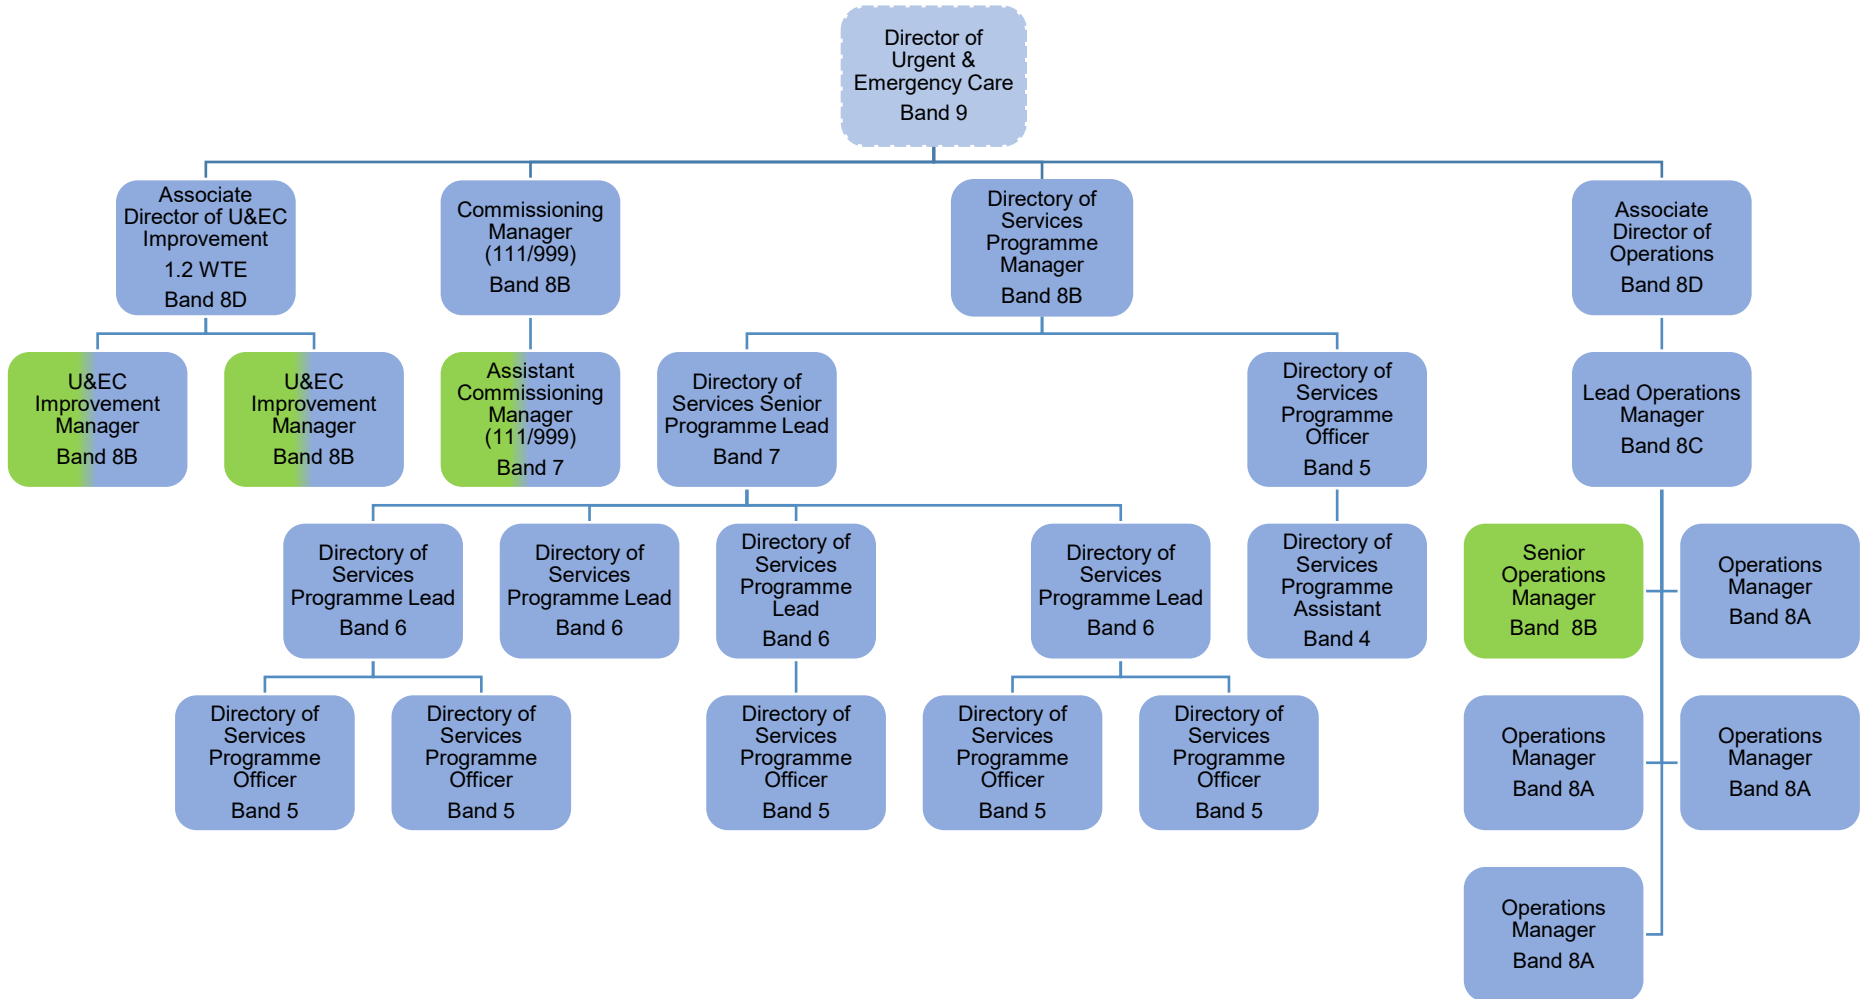 Director of
Urgent &
Emergency Care
Band 9
Associate
Director of U&EC
Improvement
1.2 WTE
Band 8D
Commissioning
Manager
(111/999)
Band 8B
Directory of
Services
Programme
Manager
Band 8B
Associate
Director of
Operations
Band 8D
U&EC
Improvement
Manager
Band 8B
U&EC
Improvement
Manager
Band 8B
Assistant
Commissioning
Manager
(111/999)
Band 7
Directory of
Services Senior
Programme Lead
Band 7
Directory of
Services
Programme
Officer
Band 5
Lead Operations
Manager
Band 8C
Directory of
Services
Programme Lead
Band 6
Directory of
Services
Programme Lead
Band 6
Directory of
Services
Programme
Lead
Band 6
Directory of
Services
Programme Lead
Band 6
Directory of
Services
Programme
Assistant
Band 4
Senior
Operations
Manager
Band 8B
Operations
Manager
Band 8A
Directory of
Services
Programme
Officer
Band 5
Directory of
Services
Programme
Officer
Band 5
Directory of
Services
Programme
Officer
Band 5
Directory of
Services
Programme
Officer
Band 5
Directory of
Services
Programme
Officer
Band 5
Operations
Manager
Band 8A
Operations
Manager
Band 8A
Operations
Manager
Band 8A